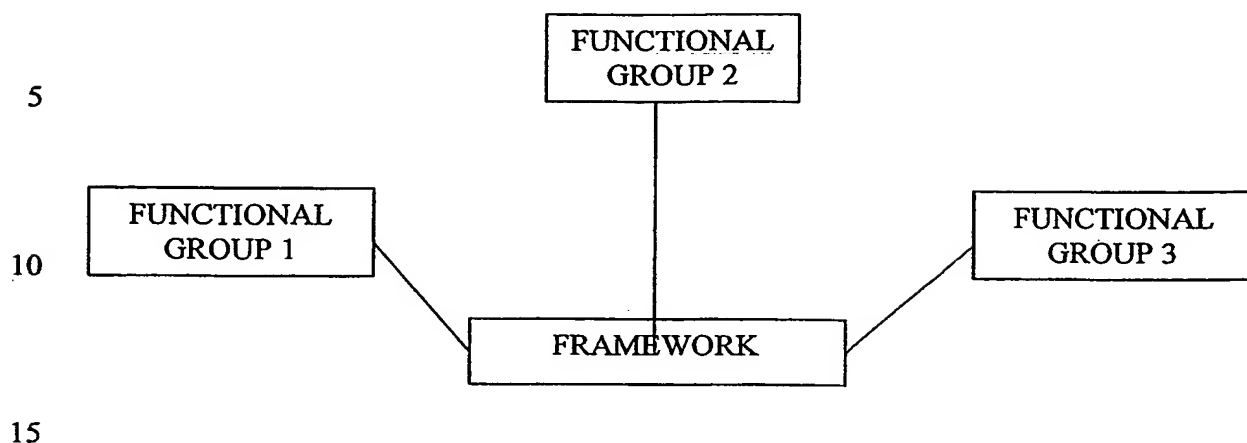 FUNCTIONAL
GROUP 2
5
FUNCTIONAL
GROUP 1
FUNCTIONAL
GROUP 3
10
FRAMEWORK
15